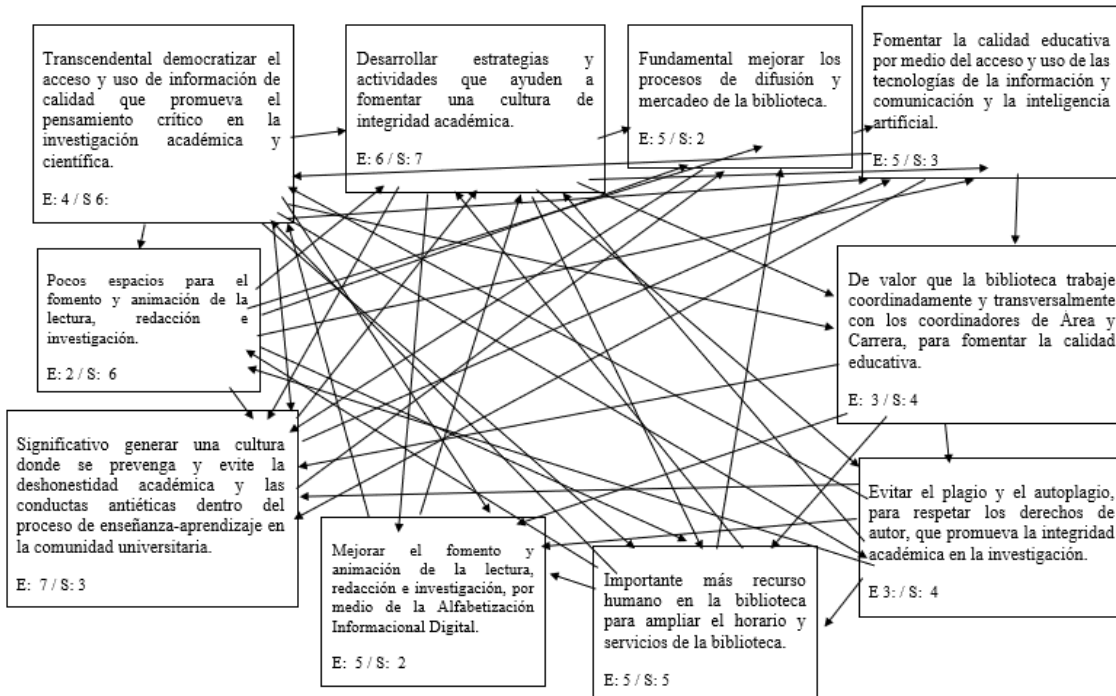 Transcendental democratizar el
acceso y uso de información de
calidad que promueva el
pensamiento crítico en la
investigación académica y
científica.
E: 4 / S 6:
Desarrollar estrategias y
actividades que ayuden a
fomentar una cultura de
integridad académica.
E: 6 / S: 7
Fundamental mejorar los
procesos de difusión y
mercadeo de la biblioteca.
E: 5 / S: 2
Fomentar la calidad educativa
por medio del acceso y uso de las
tecnologías de la información y
comunicación y la inteligencia
artificial.
E: 5 / S: 3
Pocos espacios para el
fomento y animación de la
lectura, redacción e
investigación.
E: 2 / S: 6
De valor que la biblioteca trabaje
coordinadamente y transversalmente
con los coordinadores de Área y
Carrera, para fomentar la calidad
educativa.
E: 3 / S: 4
Significativo generar una cultura
donde se prevenga y evite la
deshonestidad académica y las
conductas antiéticas dentro del
proceso de enseñanza-aprendizaje en
la comunidad universitaria.
E: 7 / S: 3
Mejorar el fomento y
animación de la lectura,
redacción e investigación, por
medio de la Alfabetización
Informacional Digital.
E: 5 / S: 2
Importante más recurso
humano en la biblioteca
para ampliar el horario y
servicios de la biblioteca.
E: 5 / S: 5
Evitar el plagio y el autoplagio,
para respetar los derechos de
autor, que promueva la integridad
académica en la investigación.
E 3: / S: 4